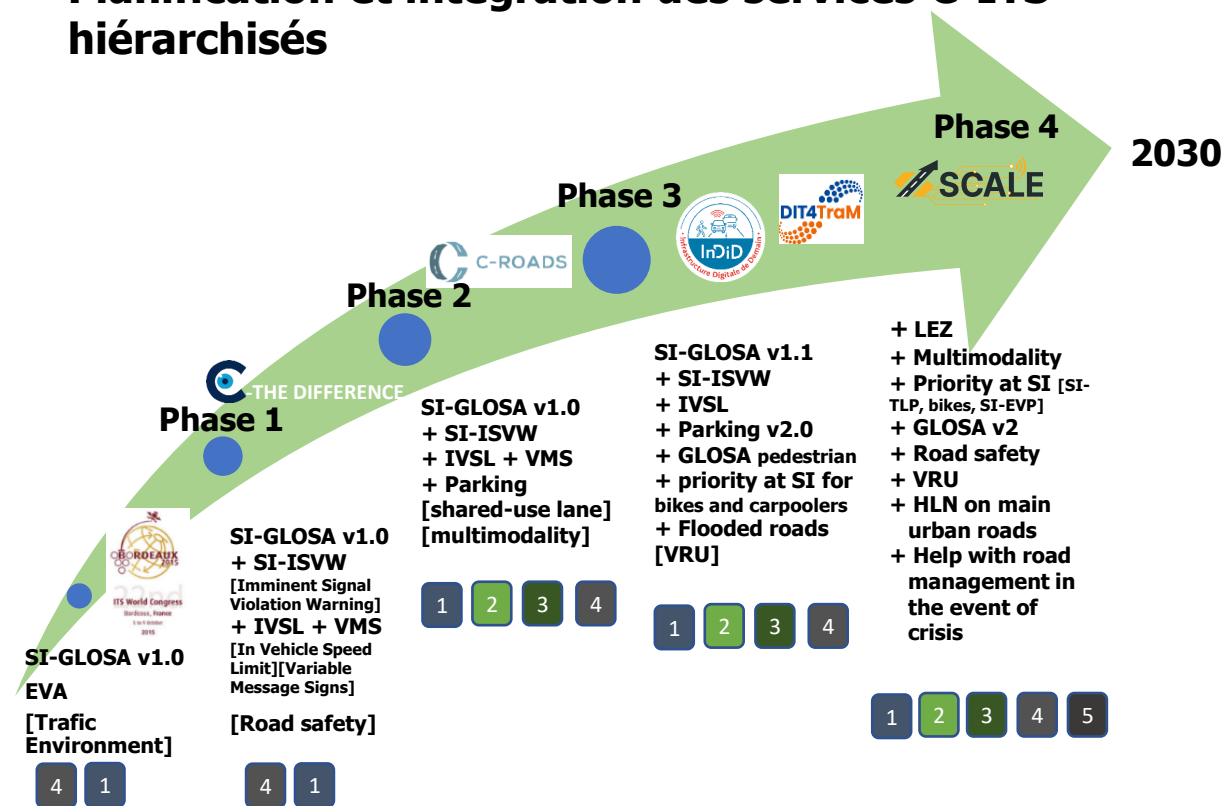 Planification et intégration des services C-ITS
hiérarchisés
2030
Phase 4
SCALE
Phase 3
InDiD
Infrastructure Digitale de Demain
DIT4TraM
C-ROADS
Phase 2
-THE DIFFERENCE
Phase 1
BORDEAUX
2015
22nd
ITS World Congress
Bordeaux, France
5 to 9 October
2015
SI-GLOSA v1.0
EVA
[Trafic
Environment]
4 1
SI-GLOSA v1.0
+ SI-ISVW
[Imminent Signal
Violation Warning]
+ IVSL + VMS
[In Vehicle Speed
Limit][Variable
Message Signs]
[Road safety]
4 1
SI-GLOSA v1.0
+ SI-ISVW
+ IVSL + VMS
+ Parking
[shared-use lane]
[multimodality]
1 2 3 4
SI-GLOSA v1.1
+ SI-ISVW
+ IVSL
+ Parking v2.0
+ GLOSA pedestrian
+ priority at SI for
bikes and carpoolers
+ Flooded roads
[VRU]
1 2 3 4
+ LEZ
+ Multimodality
+ Priority at SI [SI-
TLP, bikes, SI-EVP]
+ GLOSA v2
+ Road safety
+ VRU
+ HLN on main
urban roads
+ Help with road
management in
the event of
crisis
1 2 3 4 5